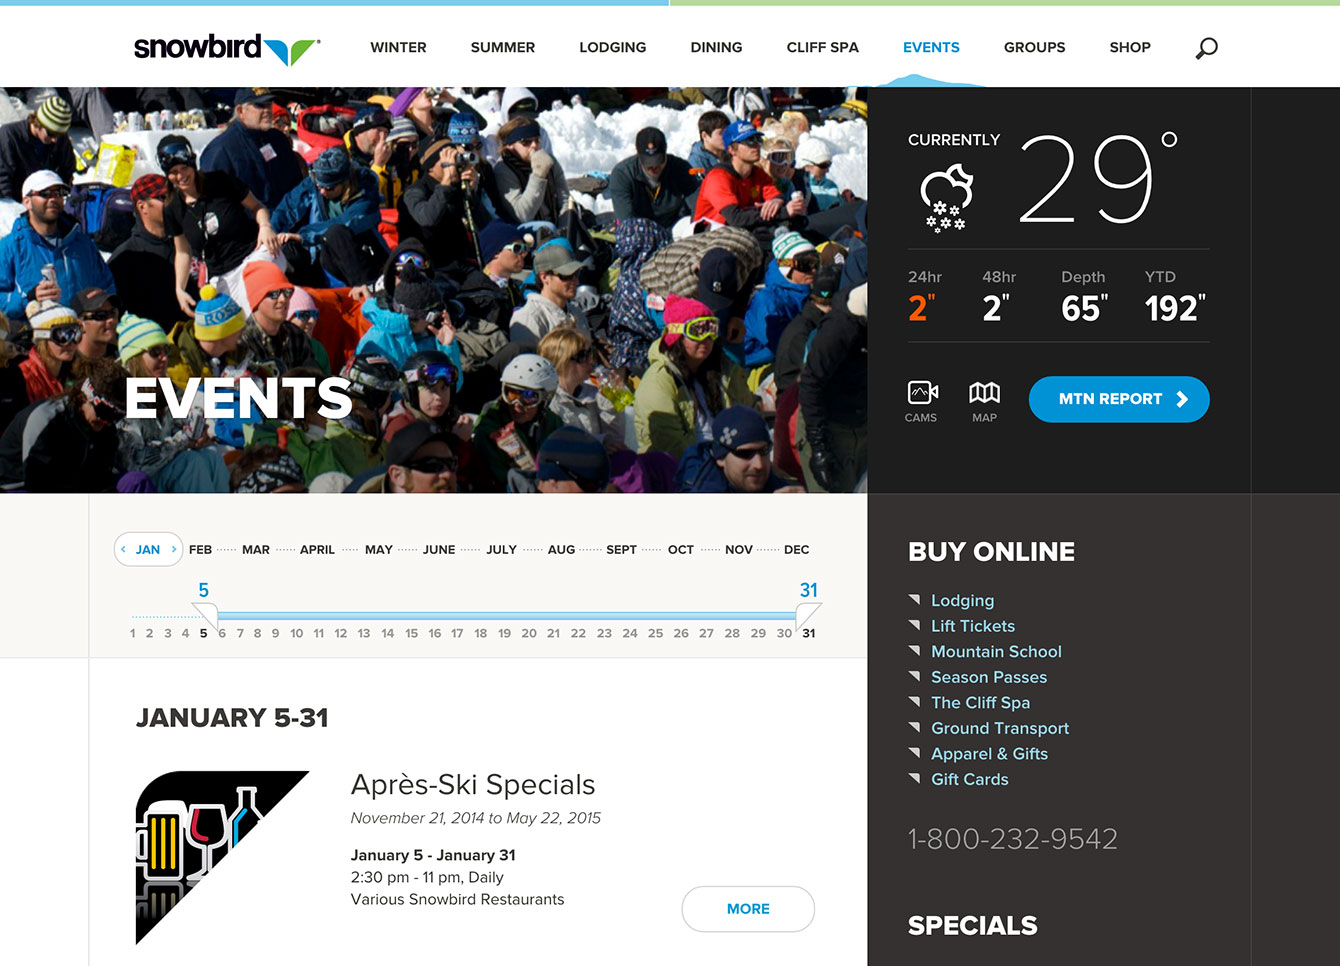 snowbird
WINTER SUMMER LODGING DINING CLIFF SPA EVENTS GROUPS SHOP
EVENTS
CURRENTLY 29°
24hr 48hr Depth YTD
2" 2" 65" 192"
CAMS MAP MTN REPORT
JAN FEB MAR APRIL MAY JUNE JULY AUG SEPT OCT NOV DEC
5 31
1 2 3 4 5 6 7 8 9 10 11 12 13 14 15 16 17 18 19 20 21 22 23 24 25 26 27 28 29 30 31
JANUARY 5-31
Après-Ski Specials
November 21, 2014 to May 22, 2015
January 5 - January 31
2:30 pm - 11 pm, Daily
Various Snowbird Restaurants
MORE
BUY ONLINE
Lodging
Lift Tickets
Mountain School
Season Passes
The Cliff Spa
Ground Transport
Apparel & Gifts
Gift Cards
1-800-232-9542
SPECIALS